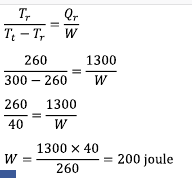 T_r / (T_t − T_r) = Q_r / W
260 / (300 − 260) = 1300 / W
260 / 40 = 1300 / W
W = (1300 × 40) / 260 = 200 joule